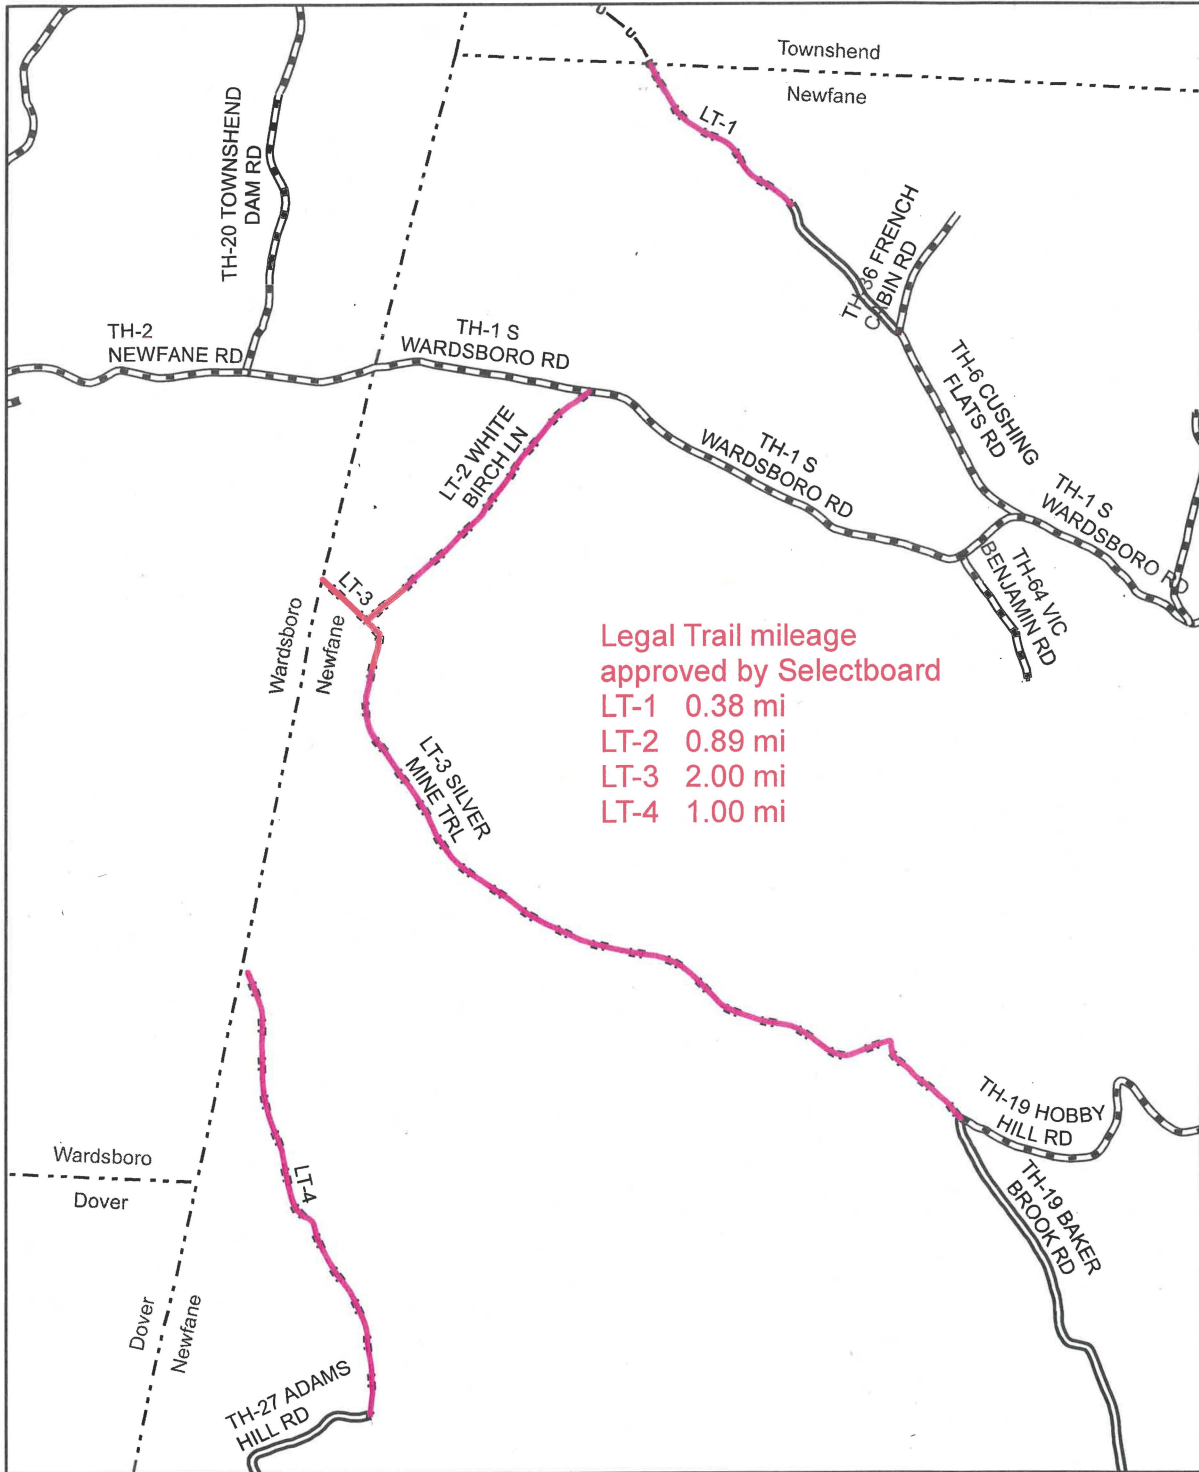 U
U
Townshend
Newfane
LT-1
TH-20 TOWNSHEND
DAM RD
TH-36 FRENCH
CABIN RD
TH-2
NEWFANE RD
TH-1 S
WARDSBORO RD
TH-6 CUSHING
FLATS RD
LT-2 WHITE
BIRCH LN
TH-1 S
WARDSBORO RD
TH-1 S
WARDSBORO RD
TH-64 VIC
BENJAMIN RD
LT-3
Wardsboro
Newfane
Legal Trail mileage
approved by Selectboard
LT-1 0.38 mi
LT-2 0.89 mi
LT-3 2.00 mi
LT-4 1.00 mi
LT-3 SILVER
MINE TRL
TH-19 HOBBY
HILL RD
Wardsboro
Dover
LT-4
TH-19 BAKER
BROOK RD
Dover
Newfane
TH-27 ADAMS
HILL RD